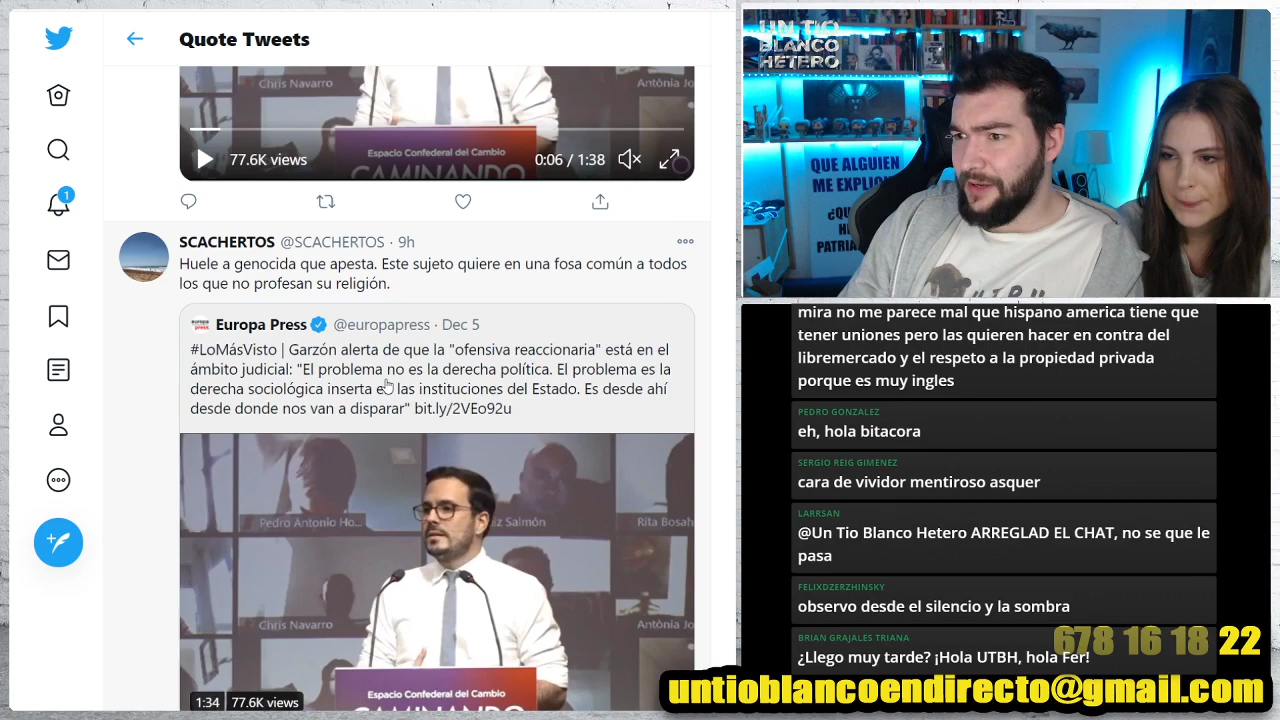 Quote Tweets
Chris Navarro
Antònia Jo
Espacio Confederal del Cambio
CAMINANDO
77.6K views
0:06 / 1:38
SCACHERTOS @SCACHERTOS · 9h
Huele a genocida que apesta. Este sujeto quiere en una fosa común a todos
los que no profesan su religión.
europa press
Europa Press @europapress · Dec 5
#LoMásVisto | Garzón alerta de que la "ofensiva reaccionaria" está en el
ámbito judicial: "El problema no es la derecha política. El problema es la
derecha sociológica inserta en las instituciones del Estado. Es desde ahí
desde donde nos van a disparar" bit.ly/2VEo92u
Pedro Antonio Ho...
iz Salmón
Rita Bosah
Chris Navarro
Antònia Jo
Espacio Confederal del Cambio
1:34 77.6K views
1
UN TIO
BLANCO
HETERO
QUE ALGUIEN
ME EXPLIQ
¿QU
H
PATRIA
mira no me parece mal que hispano america tiene que
tener uniones pero las quieren hacer en contra del
libremercado y el respeto a la propiedad privada
porque es muy ingles
PEDRO GONZALEZ
eh, hola bitacora
SERGIO REIG GIMENEZ
cara de vividor mentiroso asquer
LARRSAN
@Un Tio Blanco Hetero ARREGLAD EL CHAT, no se que le
pasa
FELIXDZERZHINSKY
observo desde el silencio y la sombra
BRIAN GRAJALES TRIANA
¿Llego muy tarde? ¡Hola UTBH, hola Fer!
678 16 18 22
untioblancoendirecto@gmail.com